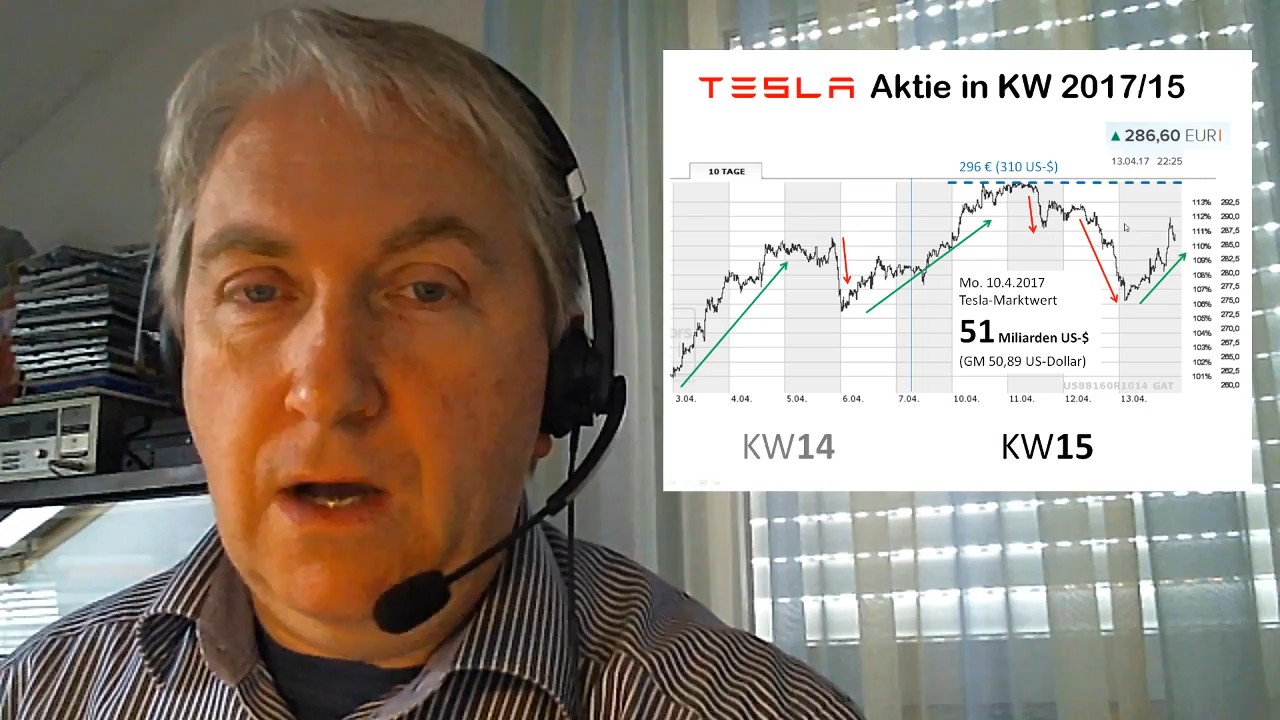 TESLA Aktie in KW 2017/15
▲ 286,60 EUR
13.04.17 22:25
10 TAGE
296 € (310 US-$)
113% 292,5
112% 290,0
111% 287,5
110% 285,0
109% 282,5
108% 280,0
107% 277,5
106% 275,0
105% 272,5
104% 270,0
103% 267,5
102% 265,0
101% 262,5
260,0
Mo. 10.4.2017
Tesla-Marktwert
51 Miliarden US-$
(GM 50,89 US-Dollar)
ors
US88160R1014 GAT
3.04. 4.04. 5.04. 6.04. 7.04. 10.04. 11.04. 12.04. 13.04.
KW14 KW15